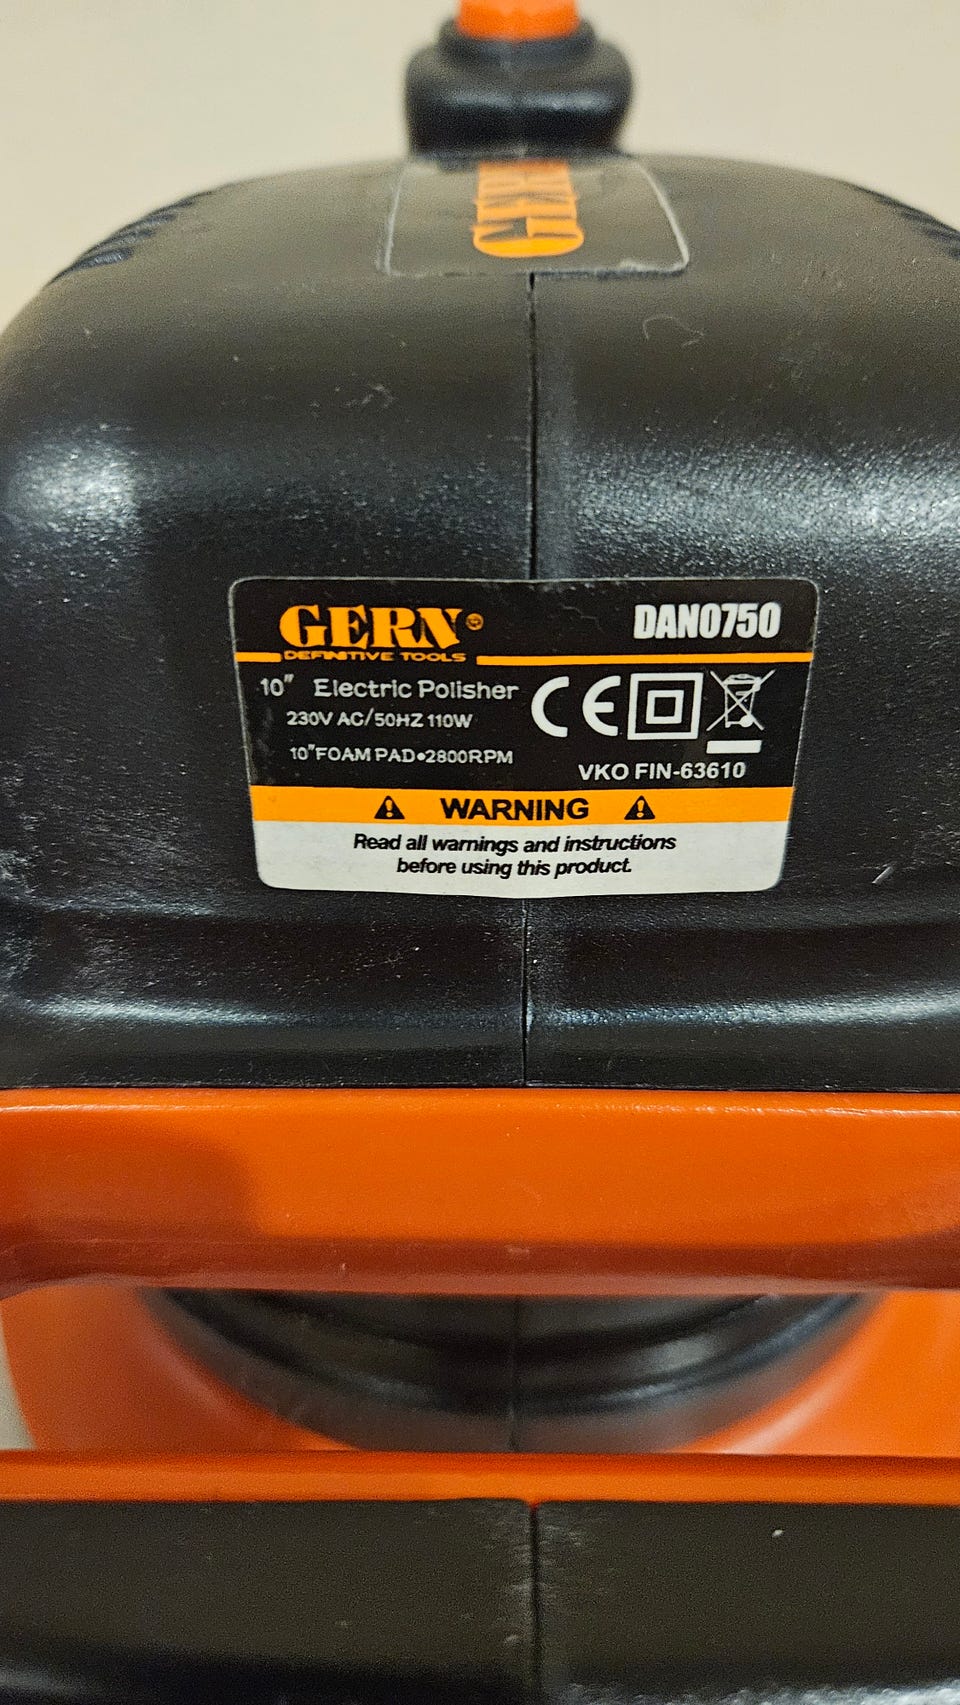 GERN
GERN®
DAN0750
DEFINITIVE TOOLS
10" Electric Polisher
230V AC/50HZ 110W
10"FOAM PAD•2800RPM
CE
VKO FIN-63610
WARNING
Read all warnings and instructions
before using this product.